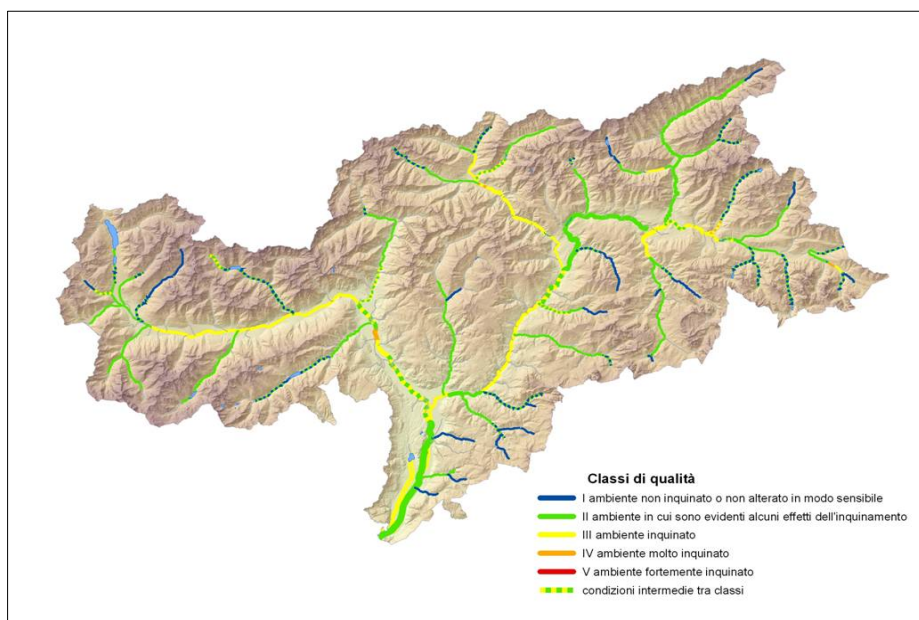 Classi di qualità
I ambiente non inquinato o non alterato in modo sensibile
II ambiente in cui sono evidenti alcuni effetti dell'inquinamento
III ambiente inquinato
IV ambiente molto inquinato
V ambiente fortemente inquinato
condizioni intermedie tra classi